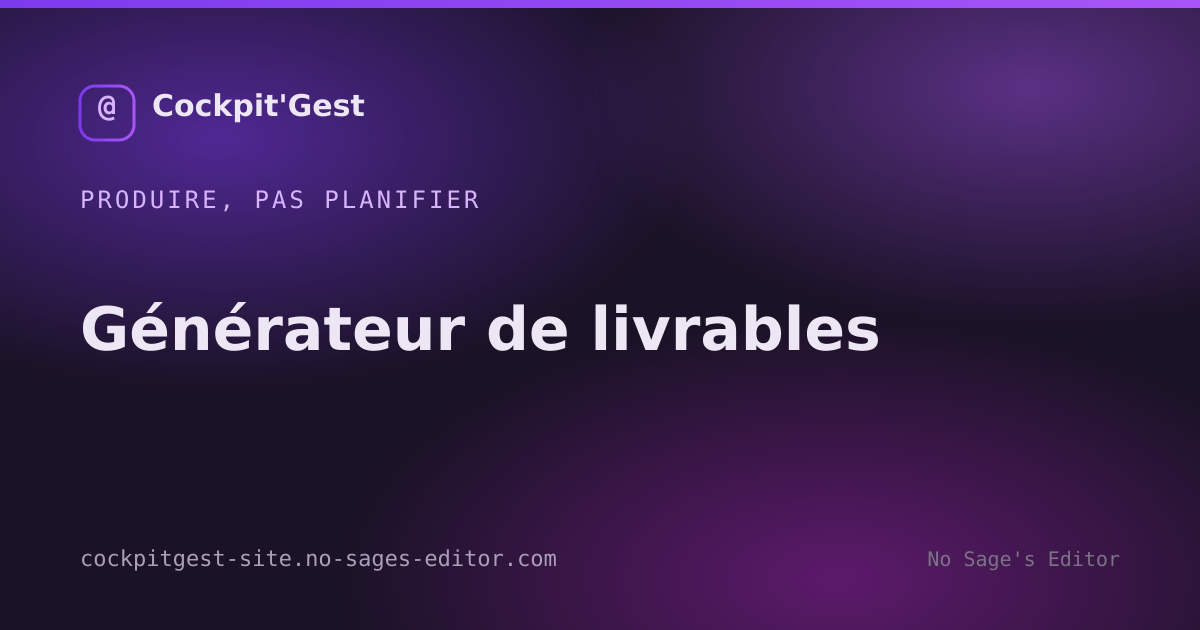 @ Cockpit'Gest
PRODUIRE, PAS PLANIFIER
Générateur de livrables
cockpitgest-site.no-sages-editor.com
No Sage's Editor